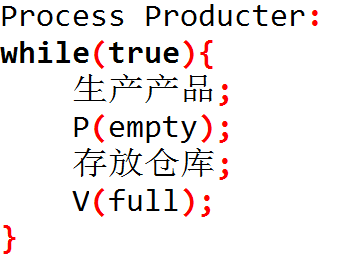 Process Producter:
while(true){
    生产产品;
    P(empty);
    存放仓库;
    V(full);
}